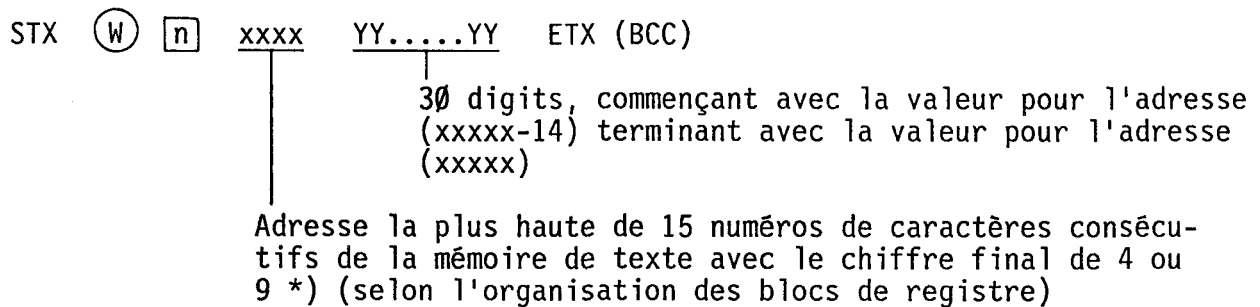 STX W n xxxx YY.....YY ETX (BCC)
3Ø digits, commençant avec la valeur pour l'adresse
(xxxxx-14) terminant avec la valeur pour l'adresse
(xxxxx)
Adresse la plus haute de 15 numéros de caractères consécu-
tifs de la mémoire de texte avec le chiffre final de 4 ou
9 *) (selon l'organisation des blocs de registre)